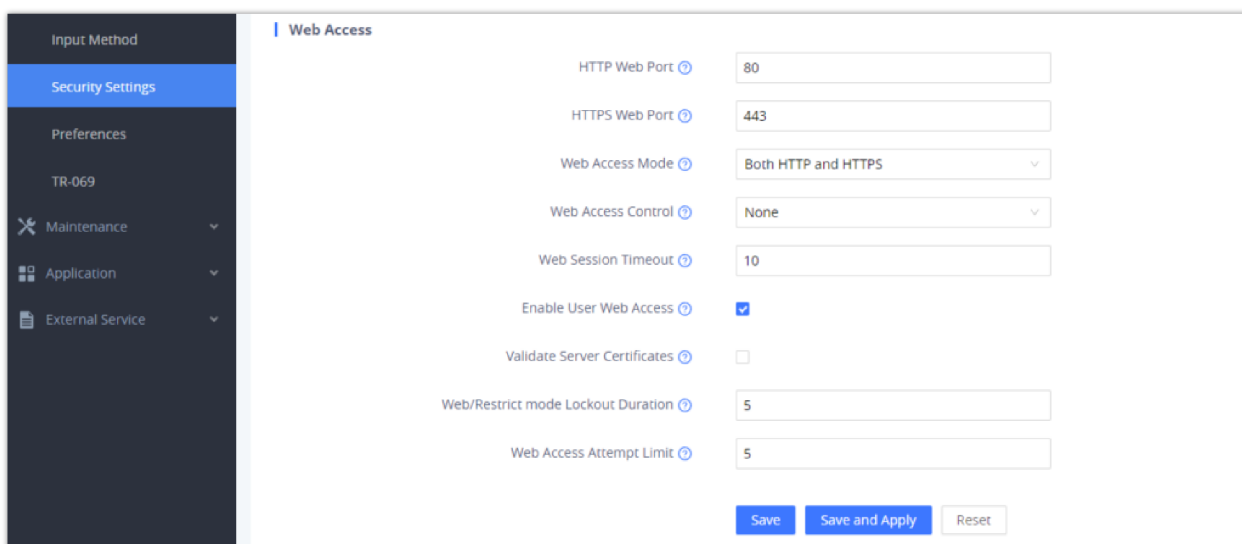 Input Method
Security Settings
Preferences
TR-069
Maintenance
Application
External Service
Web Access
HTTP Web Port 80
HTTPS Web Port 443
Web Access Mode Both HTTP and HTTPS
Web Access Control None
Web Session Timeout 10
Enable User Web Access
Validate Server Certificates
Web/Restrict mode Lockout Duration 5
Web Access Attempt Limit 5
Save Save and Apply Reset